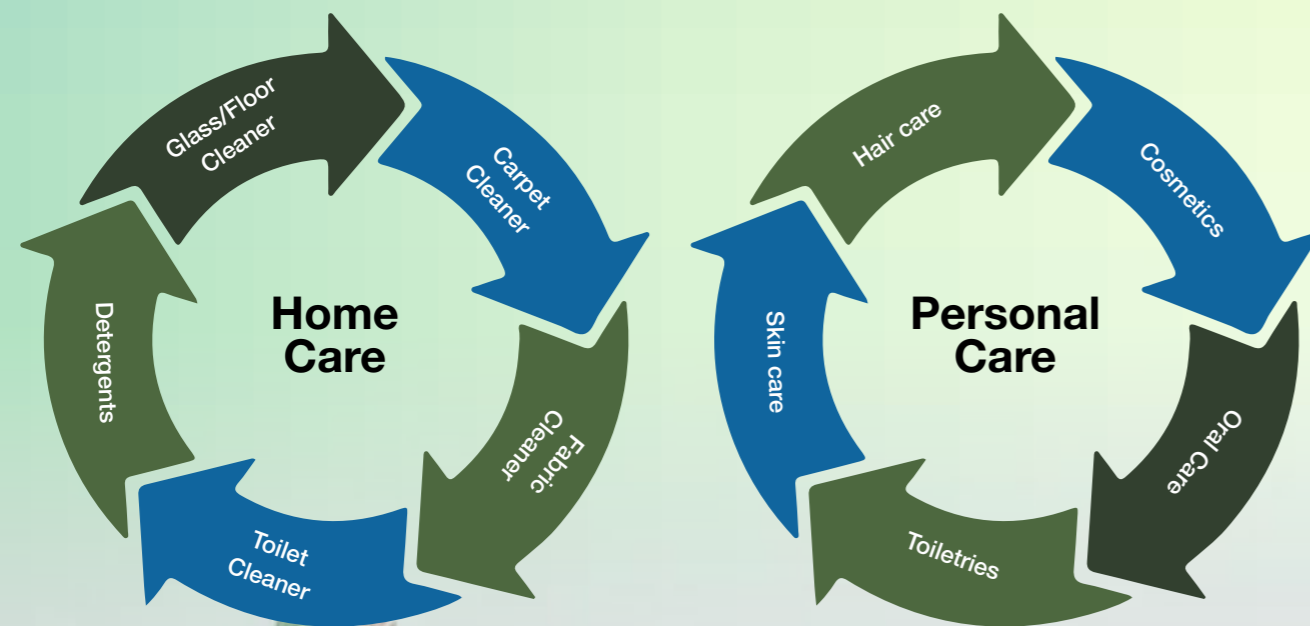 Glass/Floor
Cleaner
Carpet
Cleaner
Fabric
Cleaner
Toilet
Cleaner
Detergents
Home
Care
Hair care
Cosmetics
Oral Care
Toiletries
Skin care
Personal
Care